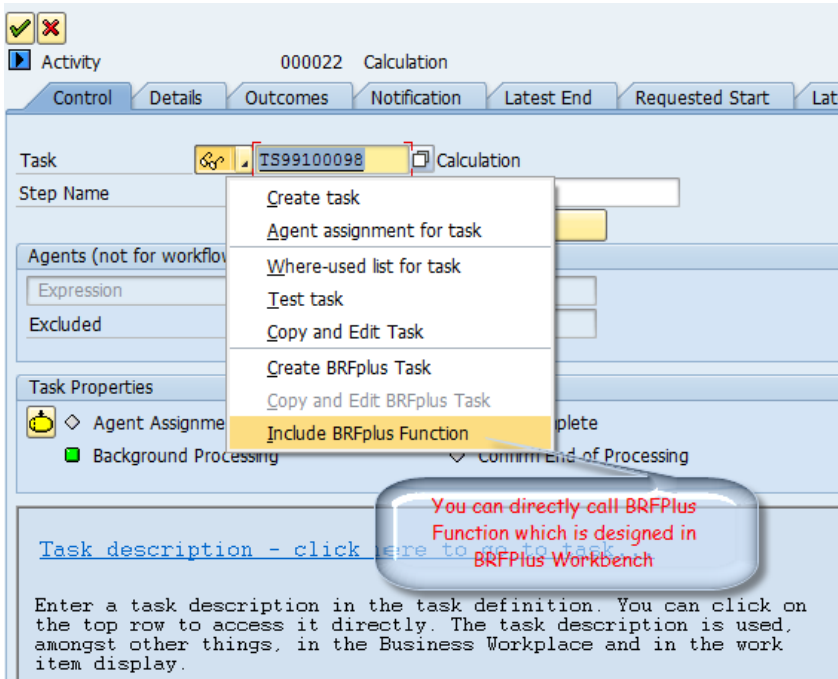 Activity 000022 Calculation
Control Details Outcomes Notification Latest End Requested Start Lat
Task TS99100098 Calculation
Step Name
Create task
Agent assignment for task
Agents (not for workflow
Where-used list for task
Expression
Test task
Excluded
Copy and Edit Task
Create BRFplus Task
Task Properties
Copy and Edit BRFplus Task
Agent Assignme plete
Include BRFplus Function
Background Processing Confirm End of Processing
You can directly call BRFPlus
Function which is designed in
BRFPlus Workbench
Task description - click here to go to task...
Enter a task description in the task definition. You can click on
the top row to access it directly. The task description is used,
amongst other things, in the Business Workplace and in the work
item display.